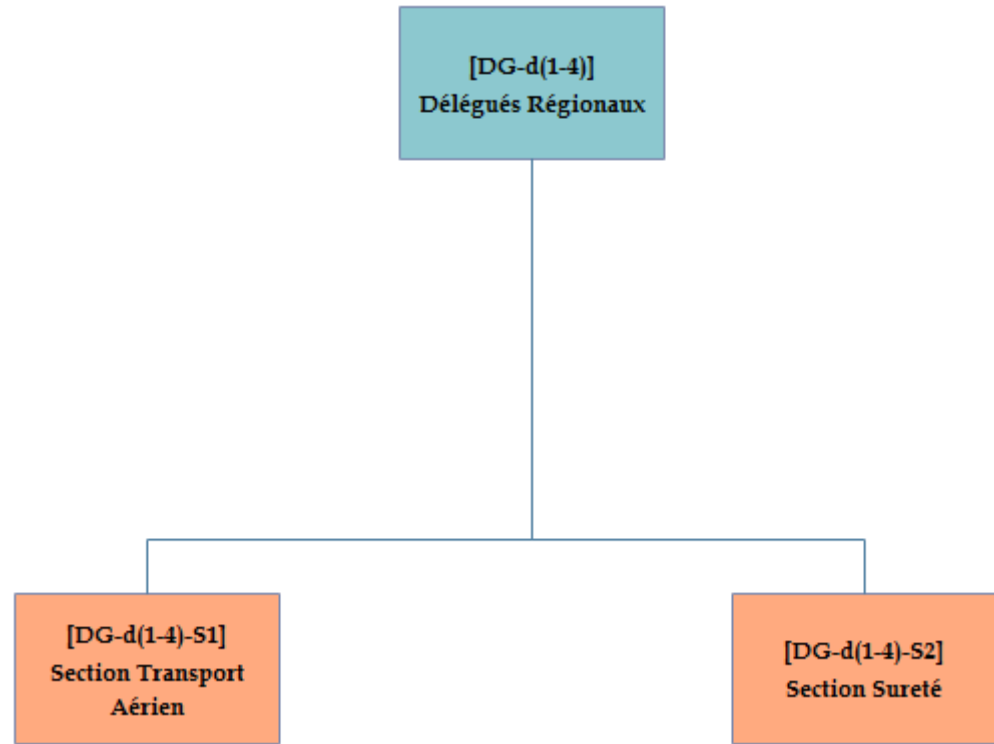 [DG-d(1-4)]
Délégués Régionaux
[DG-d(1-4)-S1]
Section Transport
Aérien
[DG-d(1-4)-S2]
Section Sureté